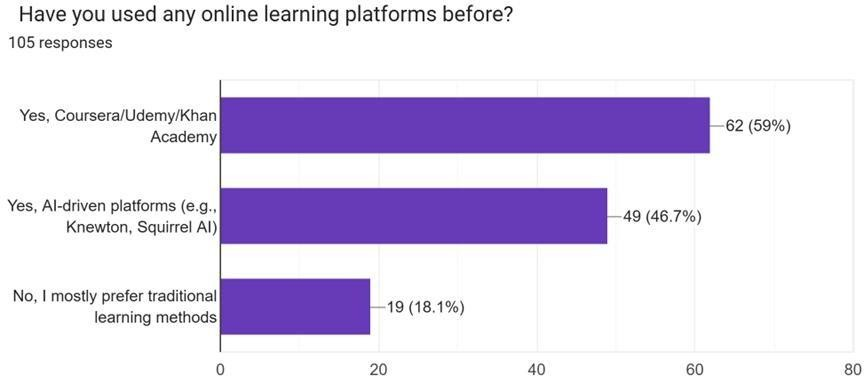 Have you used any online learning platforms before?
105 responses
Yes, Coursera/Udemy/Khan
Academy
62 (59%)
Yes, AI-driven platforms (e.g.,
Knewton, Squirrel AI)
49 (46.7%)
No, I mostly prefer traditional
learning methods
19 (18.1%)
0 20 40 60 80